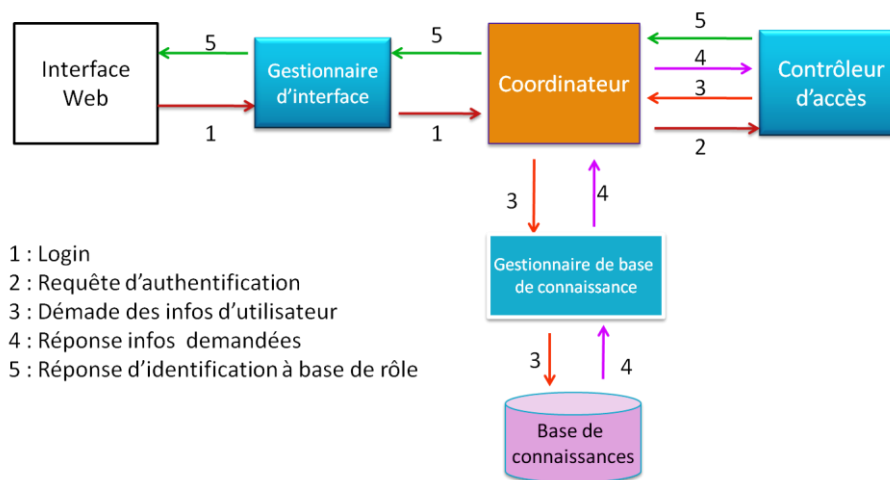 5
5
5
4
3
2
1
1
Interface
Web
Gestionnaire
d'interface
Coordinateur
Contrôleur
d'accès
3
4
Gestionnaire de base
de connaissance
3
4
Base de
connaissances
1 : Login
2 : Requête d'authentification
3 : Démade des infos d'utilisateur
4 : Réponse infos demandées
5 : Réponse d'identification à base de rôle